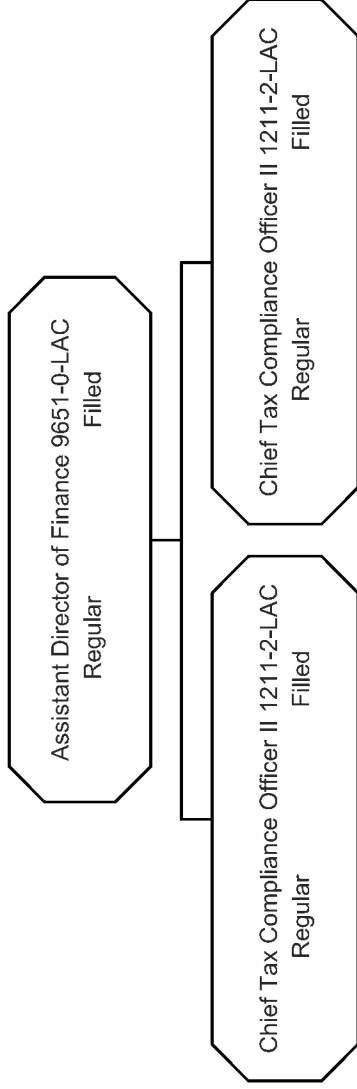 Assistant Director of Finance 9651-0-LAC
Regular Filled
Chief Tax Compliance Officer II 1211-2-LAC
Regular Filled
Chief Tax Compliance Officer II 1211-2-LAC
Regular Filled